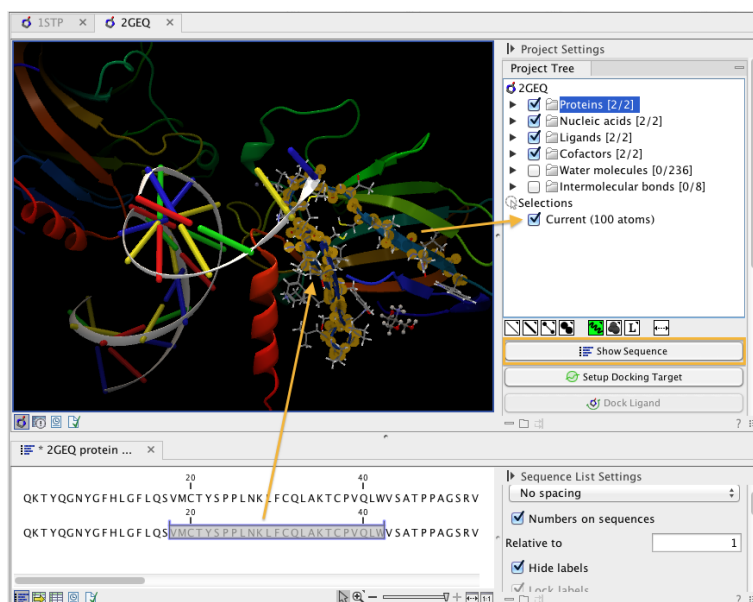 1STP × 2GEQ ×
Project Settings
Project Tree
2GEQ
Proteins [2/2]
Nucleic acids [2/2]
Ligands [2/2]
Cofactors [2/2]
Water molecules [0/236]
Intermolecular bonds [0/8]
Selections
Current (100 atoms)
L
Show Sequence
Setup Docking Target
Dock Ligand
?
* 2GEQ protein ... ×
20 40
QKTYQGNYGFHLGFLQSVMCTYSPPLNKLFCQLAKTCPVQLWVSATPPAGSRV
20 40
QKTYQGNYGFHLGFLQSVMCTYSPPLNKLFCQLAKTCPVQLWVSATPPAGSRV
Sequence List Settings
No spacing
Numbers on sequences
Relative to 1
Hide labels
Lock labels
1:1
?